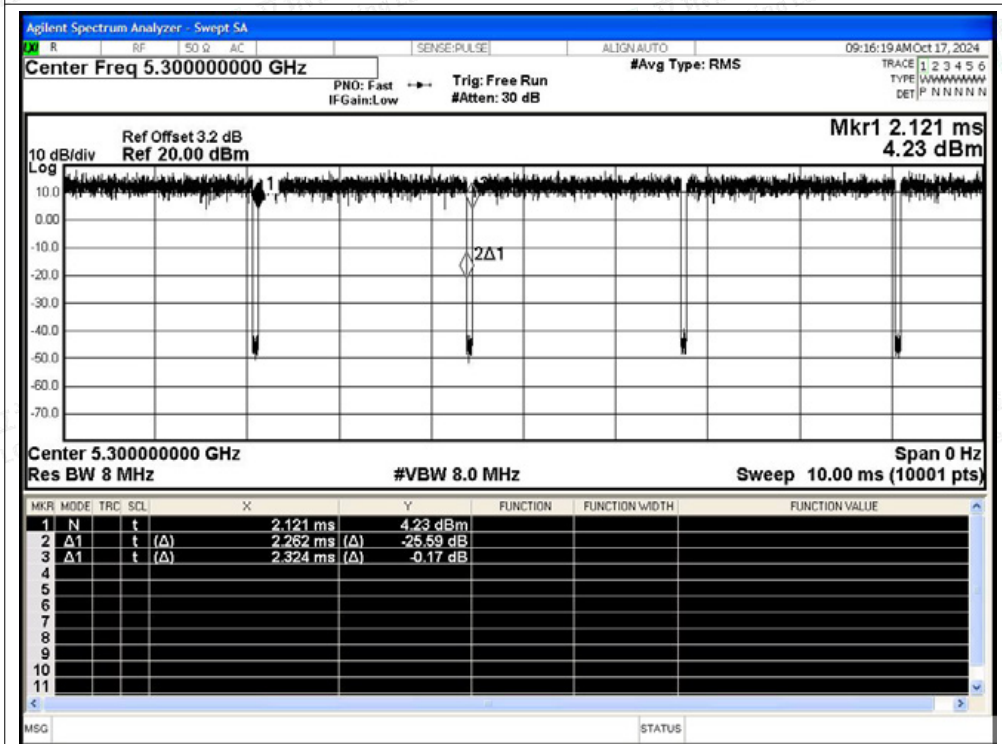 Agilent Spectrum Analyzer - Swept SA
LXI R RF 50 Ω AC SENSE:PULSE ALIGN AUTO 09:16:19 AM Oct 17, 2024
Center Freq 5.300000000 GHz #Avg Type: RMS TRACE 1 2 3 4 5 6
PNO: Fast Trig: Free Run TYPE WWWWWW
IFGain:Low #Atten: 30 dB DET P N N N N N
Mkr1 2.121 ms
Ref Offset 3.2 dB
10 dB/div Ref 20.00 dBm 4.23 dBm
Log
10.0 1
0.00
-10.0 2Δ1
-20.0
-30.0
-40.0
-50.0
-60.0
-70.0
Center 5.300000000 GHz Span 0 Hz
Res BW 8 MHz #VBW 8.0 MHz Sweep 10.00 ms (10001 pts)
MKR MODE TRC SCL X Y FUNCTION FUNCTION WIDTH FUNCTION VALUE
1 N t 2.121 ms 4.23 dBm
2 Δ1 t (Δ) 2.262 ms (Δ) -25.59 dB
3 Δ1 t (Δ) 2.324 ms (Δ) -0.17 dB
4
5
6
7
8
9
10
11
MSG STATUS